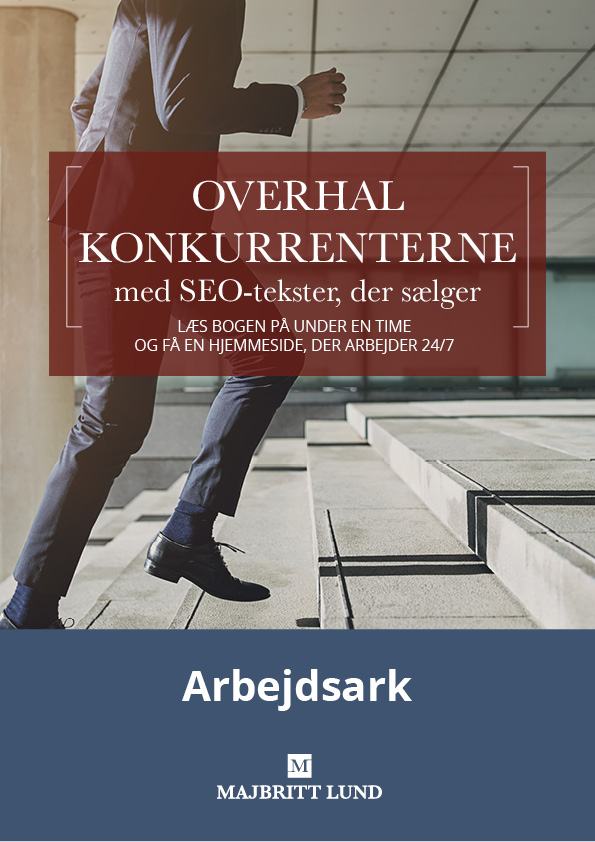 OVERHAL
KONKURRENTERNE
med SEO-tekster, der sælger
LÆS BOGEN PÅ UNDER EN TIME
OG FÅ EN HJEMMESIDE, DER ARBEJDER 24/7
Arbejdsark
M
MAJBRITT LUND